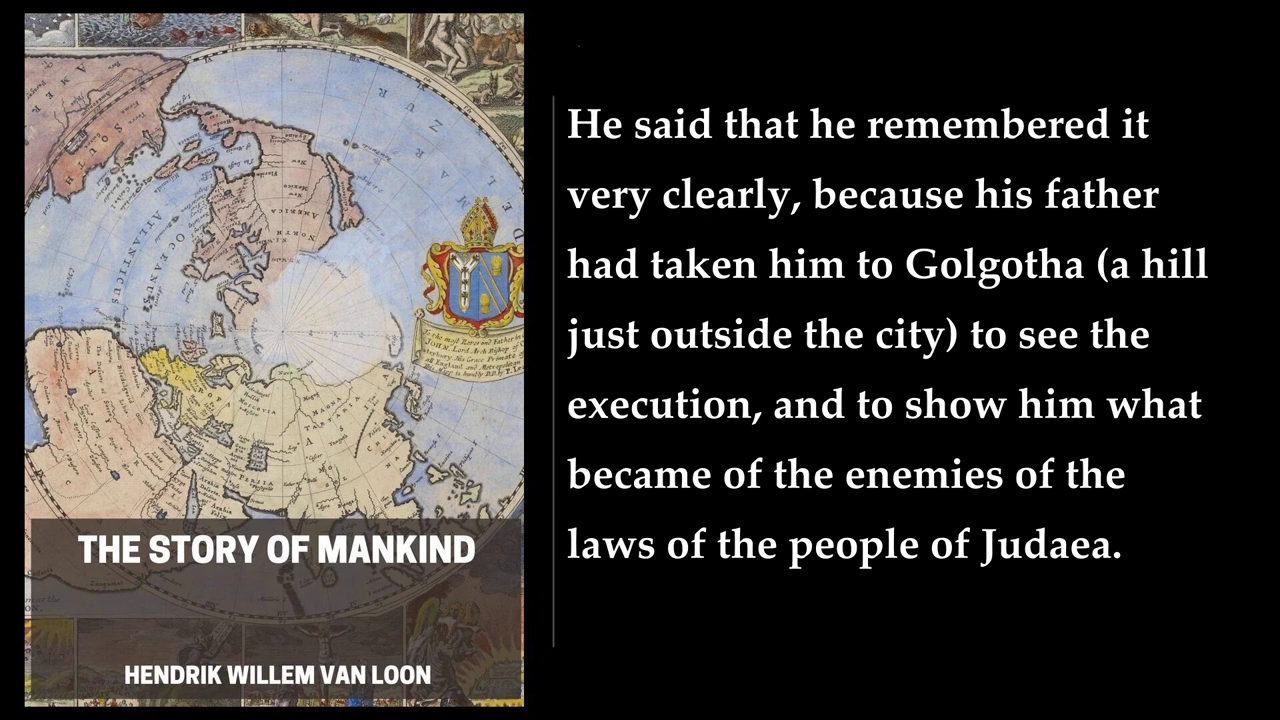 THE STORY OF MANKIND
HENDRIK WILLEM VAN LOON
He said that he remembered it
very clearly, because his father
had taken him to Golgotha (a hill
just outside the city) to see the
execution, and to show him what
became of the enemies of the
laws of the people of Judaea.